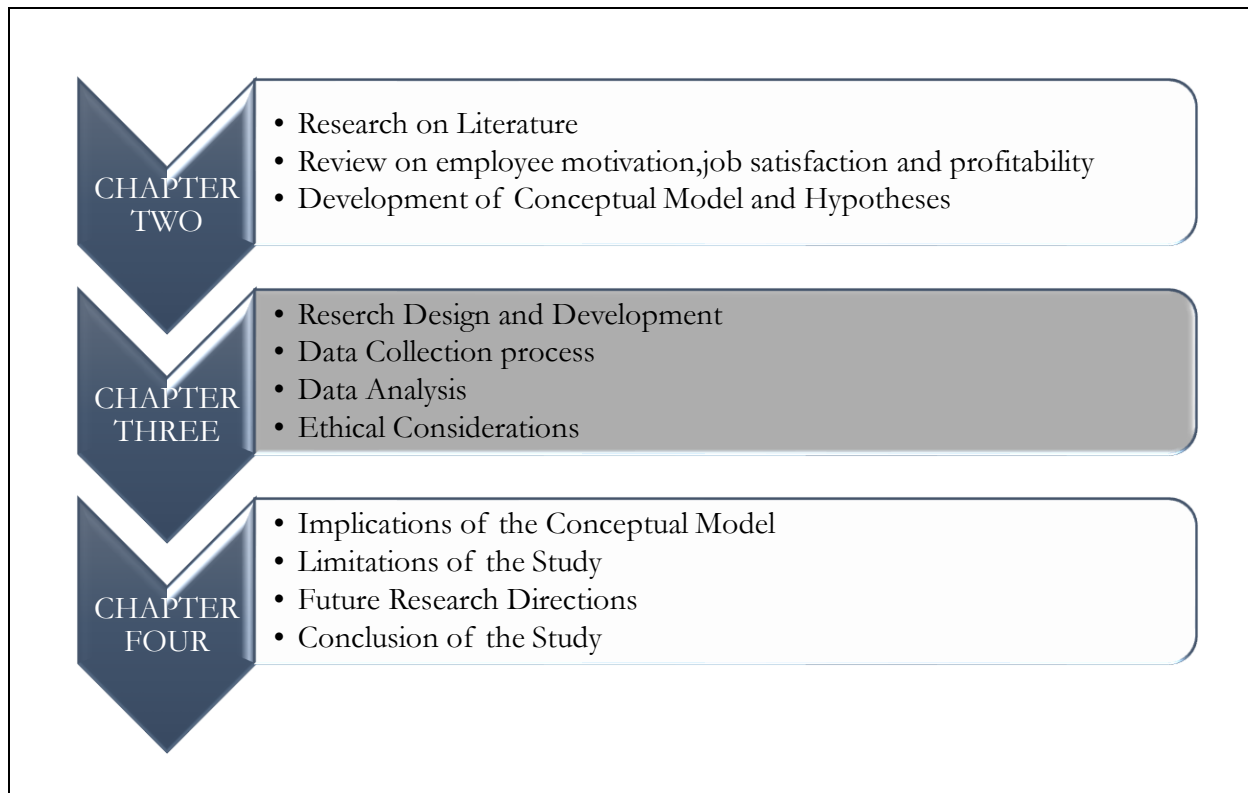 CHAPTER
TWO
• Research on Literature
• Review on employee motivation,job satisfaction and profitability
• Development of Conceptual Model and Hypotheses
CHAPTER
THREE
• Reserch Design and Development
• Data Collection process
• Data Analysis
• Ethical Considerations
CHAPTER
FOUR
• Implications of the Conceptual Model
• Limitations of the Study
• Future Research Directions
• Conclusion of the Study